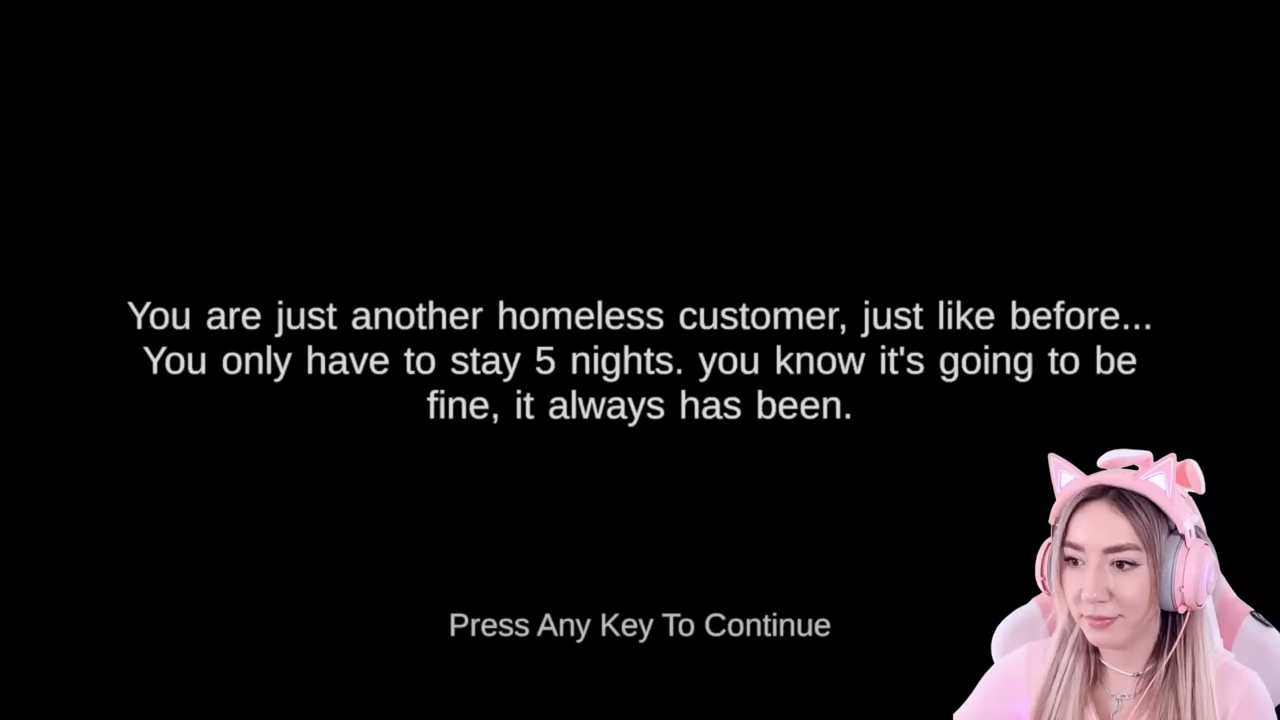 You are just another homeless customer, just like before...
You only have to stay 5 nights. you know it's going to be
fine, it always has been.
Press Any Key To Continue